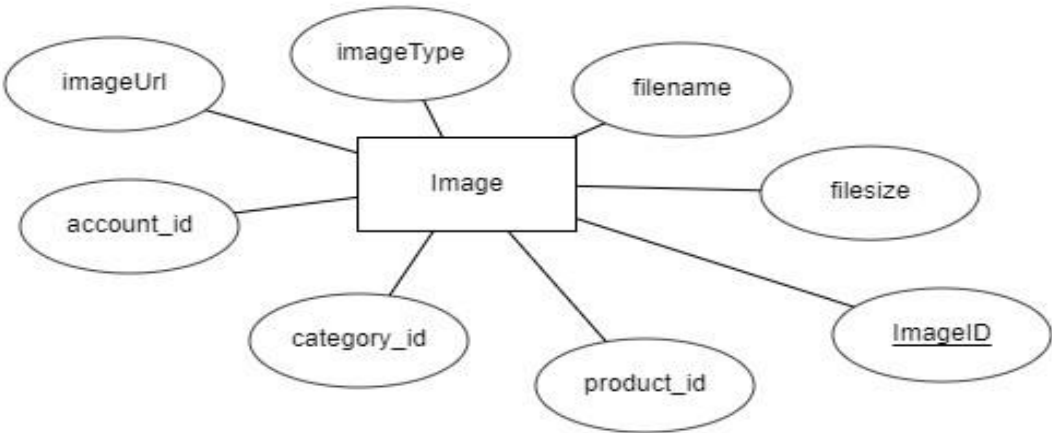 imageType
imageUrl
filename
Image
filesize
account_id
category_id
ImageID
product_id